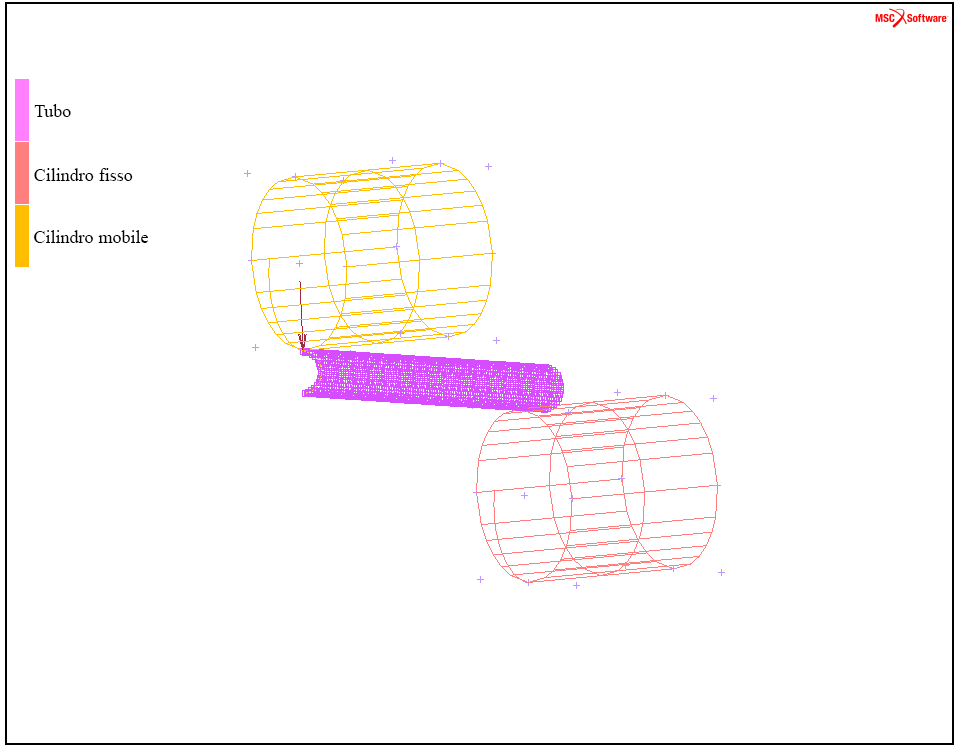 MSC Software
Tubo
Cilindro fisso
Cilindro mobile